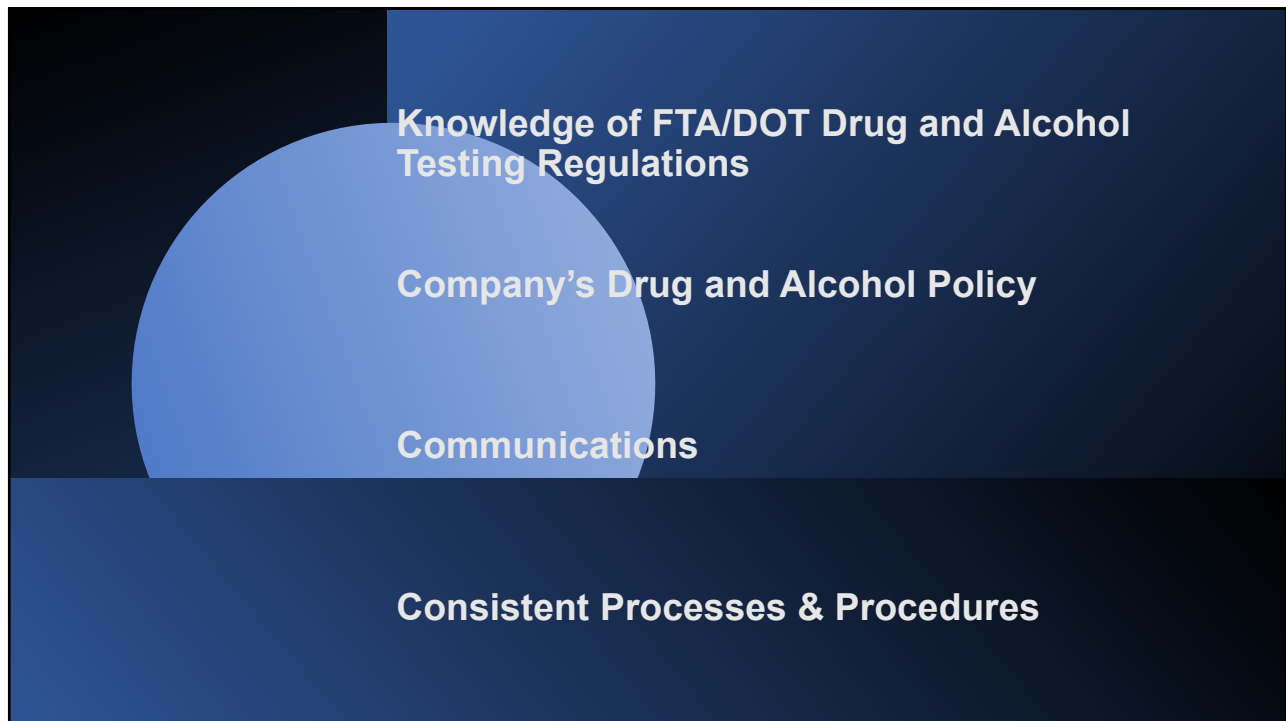 Knowledge of FTA/DOT Drug and Alcohol
Testing Regulations
Company’s Drug and Alcohol Policy
Communications
Consistent Processes & Procedures